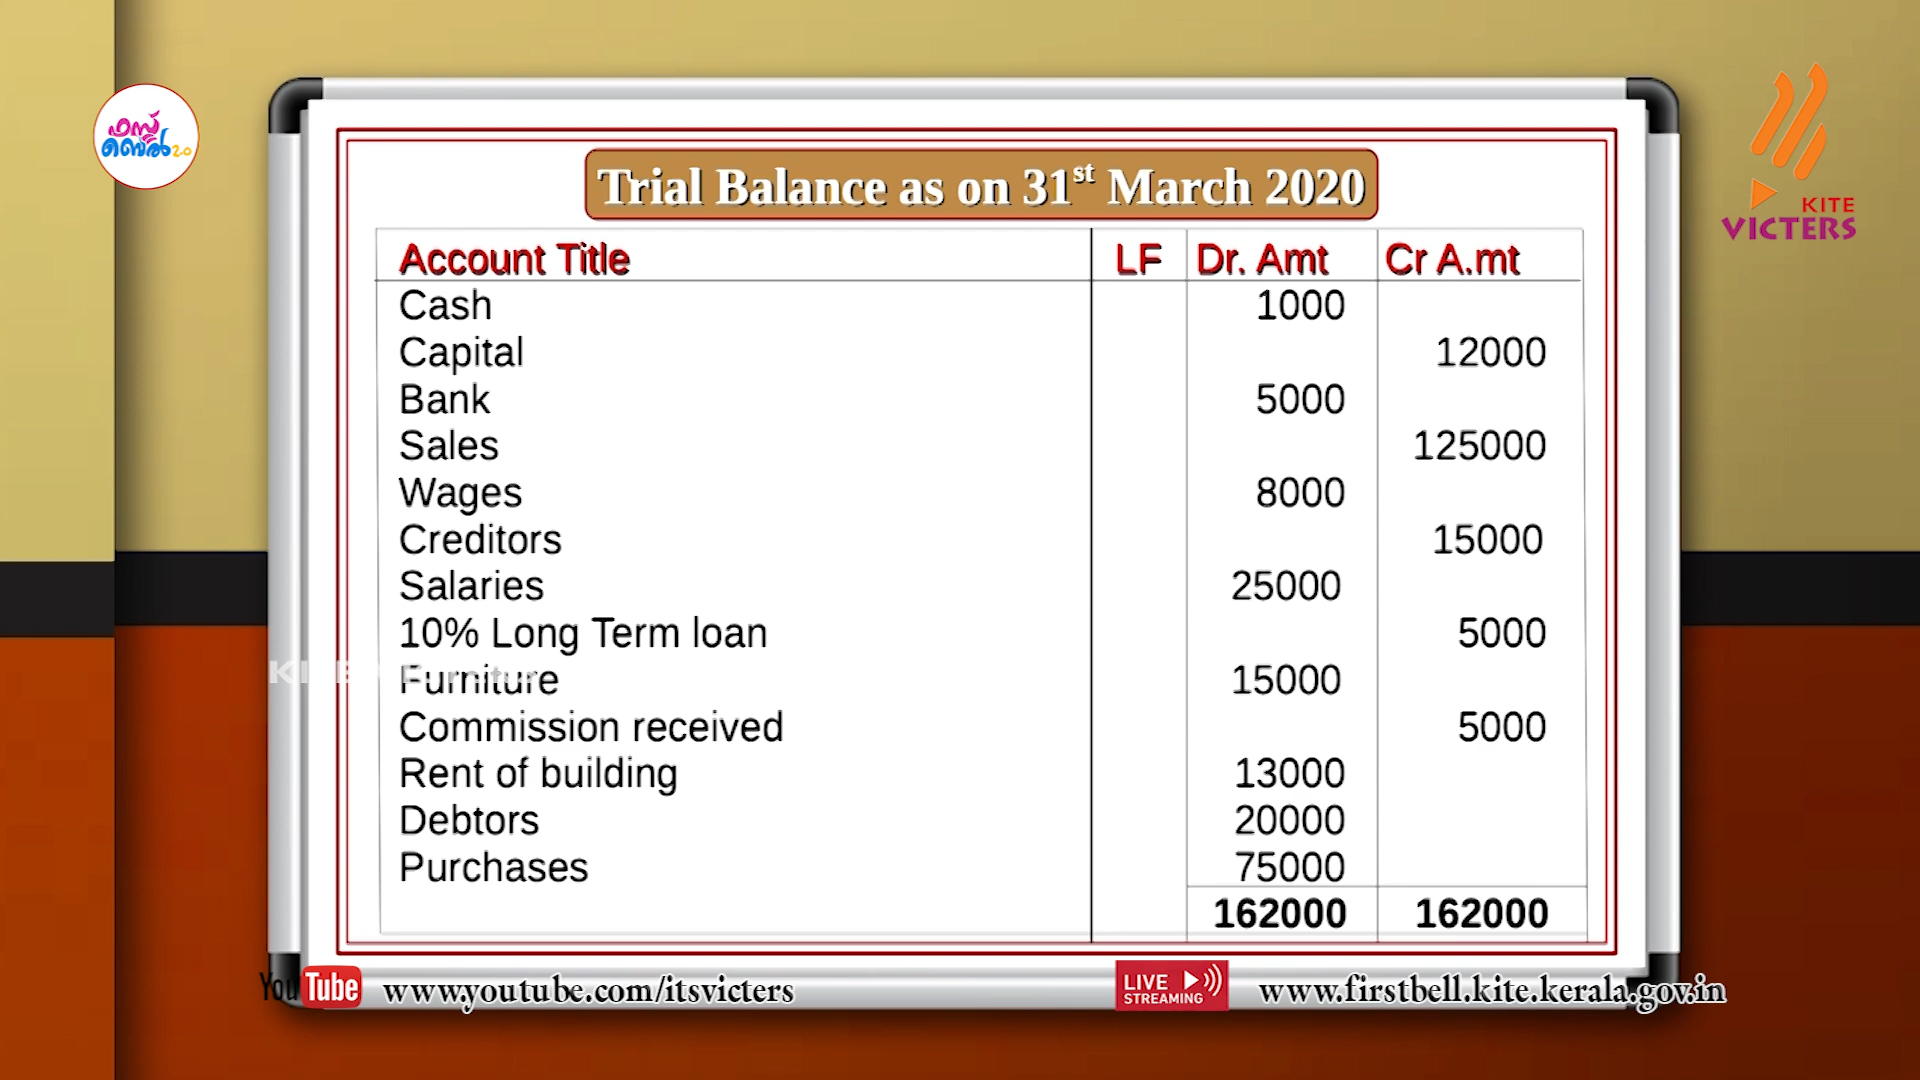 ഫസ്റ്റ്
ബെൽ 2.0
KITE
VICTERS
Trial Balance as on 31st March 2020
Account Title LF Dr. Amt Cr A.mt
Cash 1000
Capital 12000
Bank 5000
Sales 125000
Wages 8000
Creditors 15000
Salaries 25000
10% Long Term loan 5000
Furniture 15000
Commission received 5000
Rent of building 13000
Debtors 20000
Purchases 75000
162000 162000
YouTube www.youtube.com/itsvicters
LIVE STREAMING www.firstbell.kite.kerala.gov.in